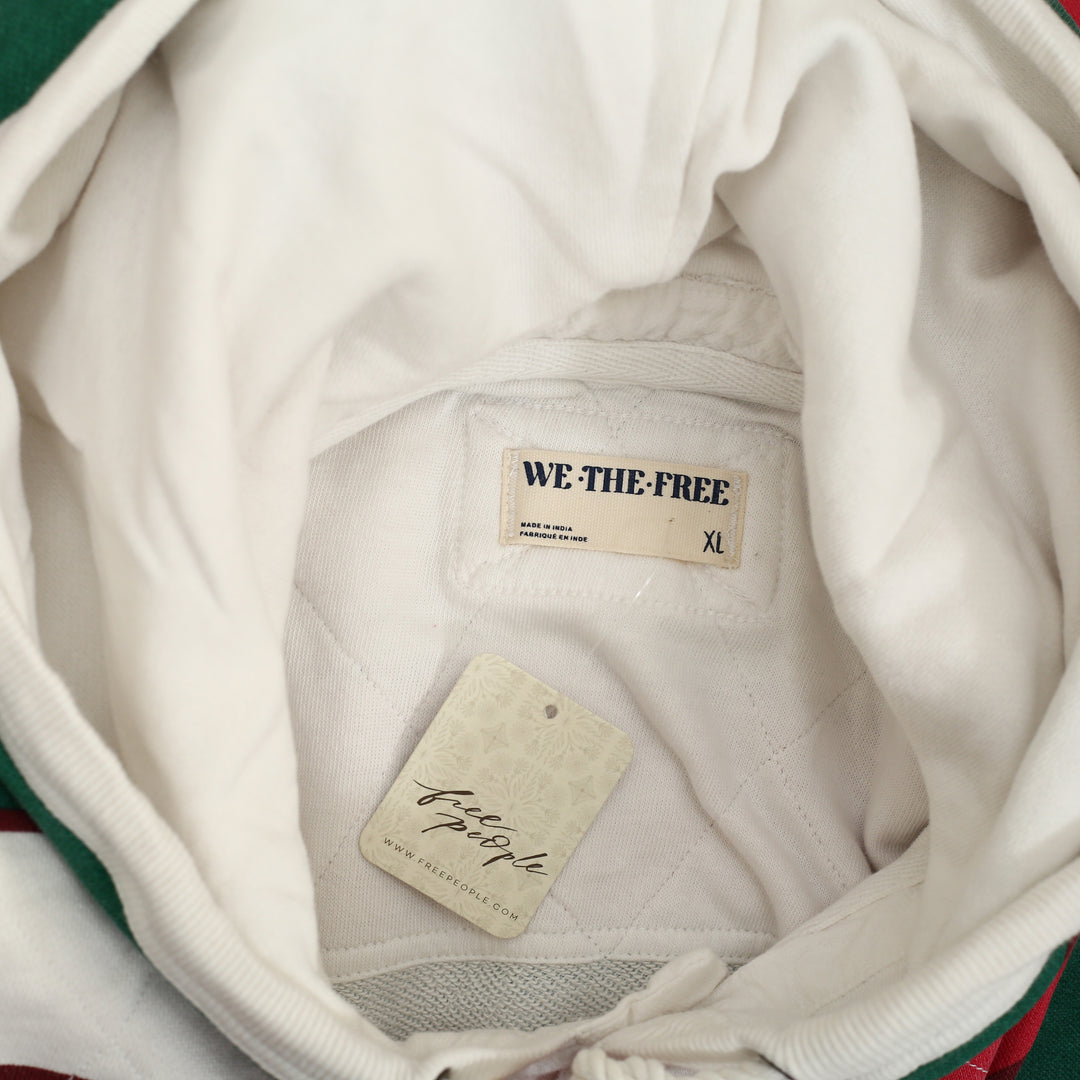 WE·THE·FREE
MADE IN INDIA
FABRIQUÉ EN INDE
XL
free
people
WWW.FREEPEOPLE.COM